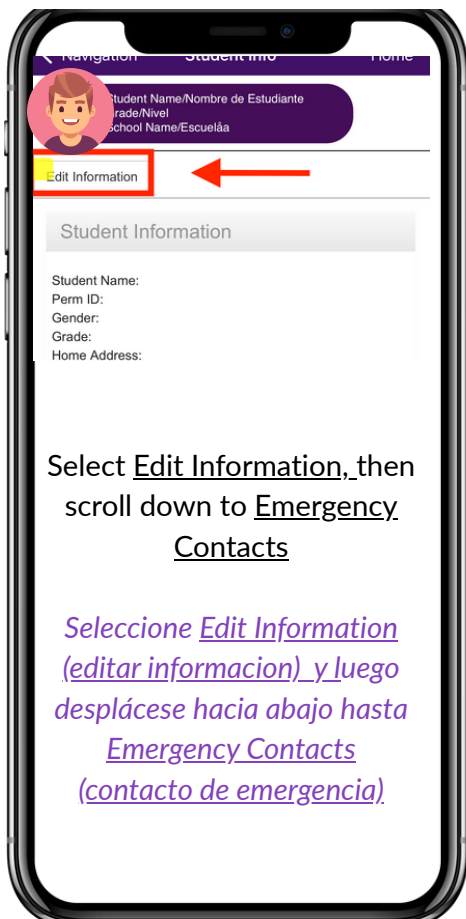 Navigation Student Info Home
Student Name/Nombre de Estudiante
Grade/Nivel
School Name/Escuelåa
Edit Information
Student Information
Student Name:
Perm ID:
Gender:
Grade:
Home Address:
Select Edit Information, then
scroll down to Emergency
Contacts
Seleccione Edit Information
(editar informacion) y luego
desplácese hacia abajo hasta
Emergency Contacts
(contacto de emergencia)